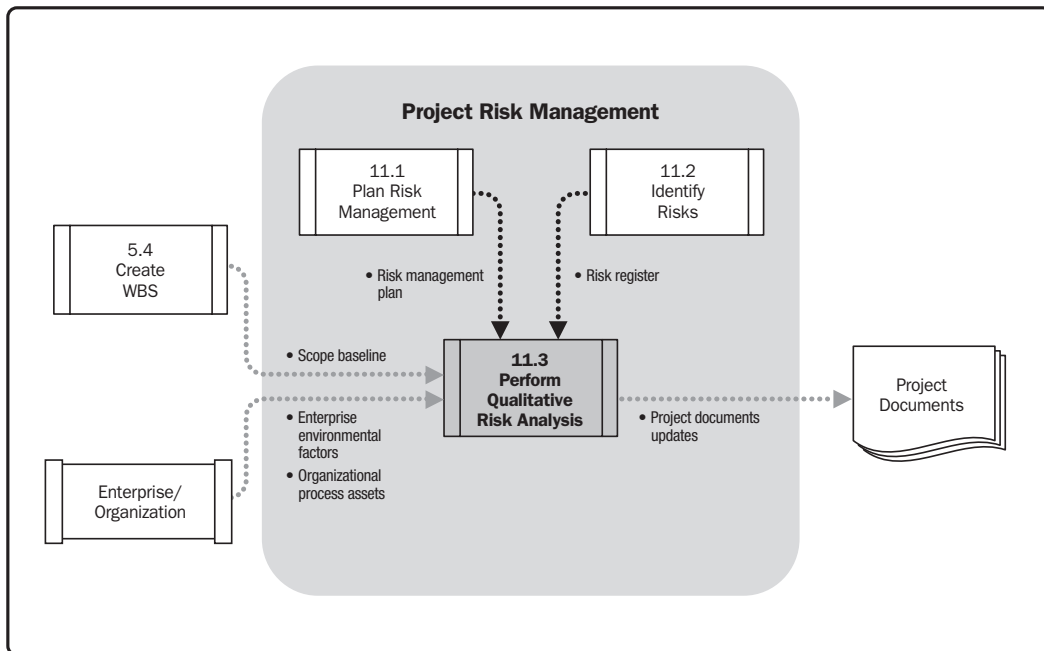 Project Risk Management
11.1
Plan Risk
Management
11.2
Identify
Risks
5.4
Create
WBS
• Risk management
plan
• Risk register
• Scope baseline
11.3
Perform
Qualitative
Risk Analysis
Project
Documents
• Enterprise
environmental
factors
• Organizational
process assets
• Project documents
updates
Enterprise/
Organization